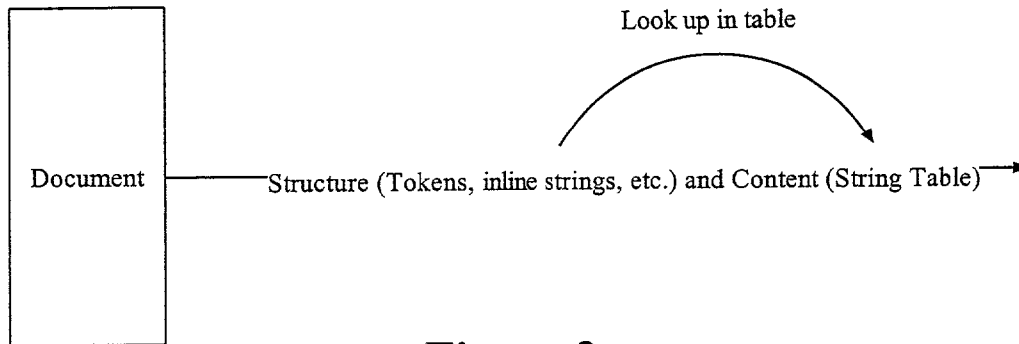 Look up in table
Document
Structure (Tokens, inline strings, etc.) and Content (String Table)